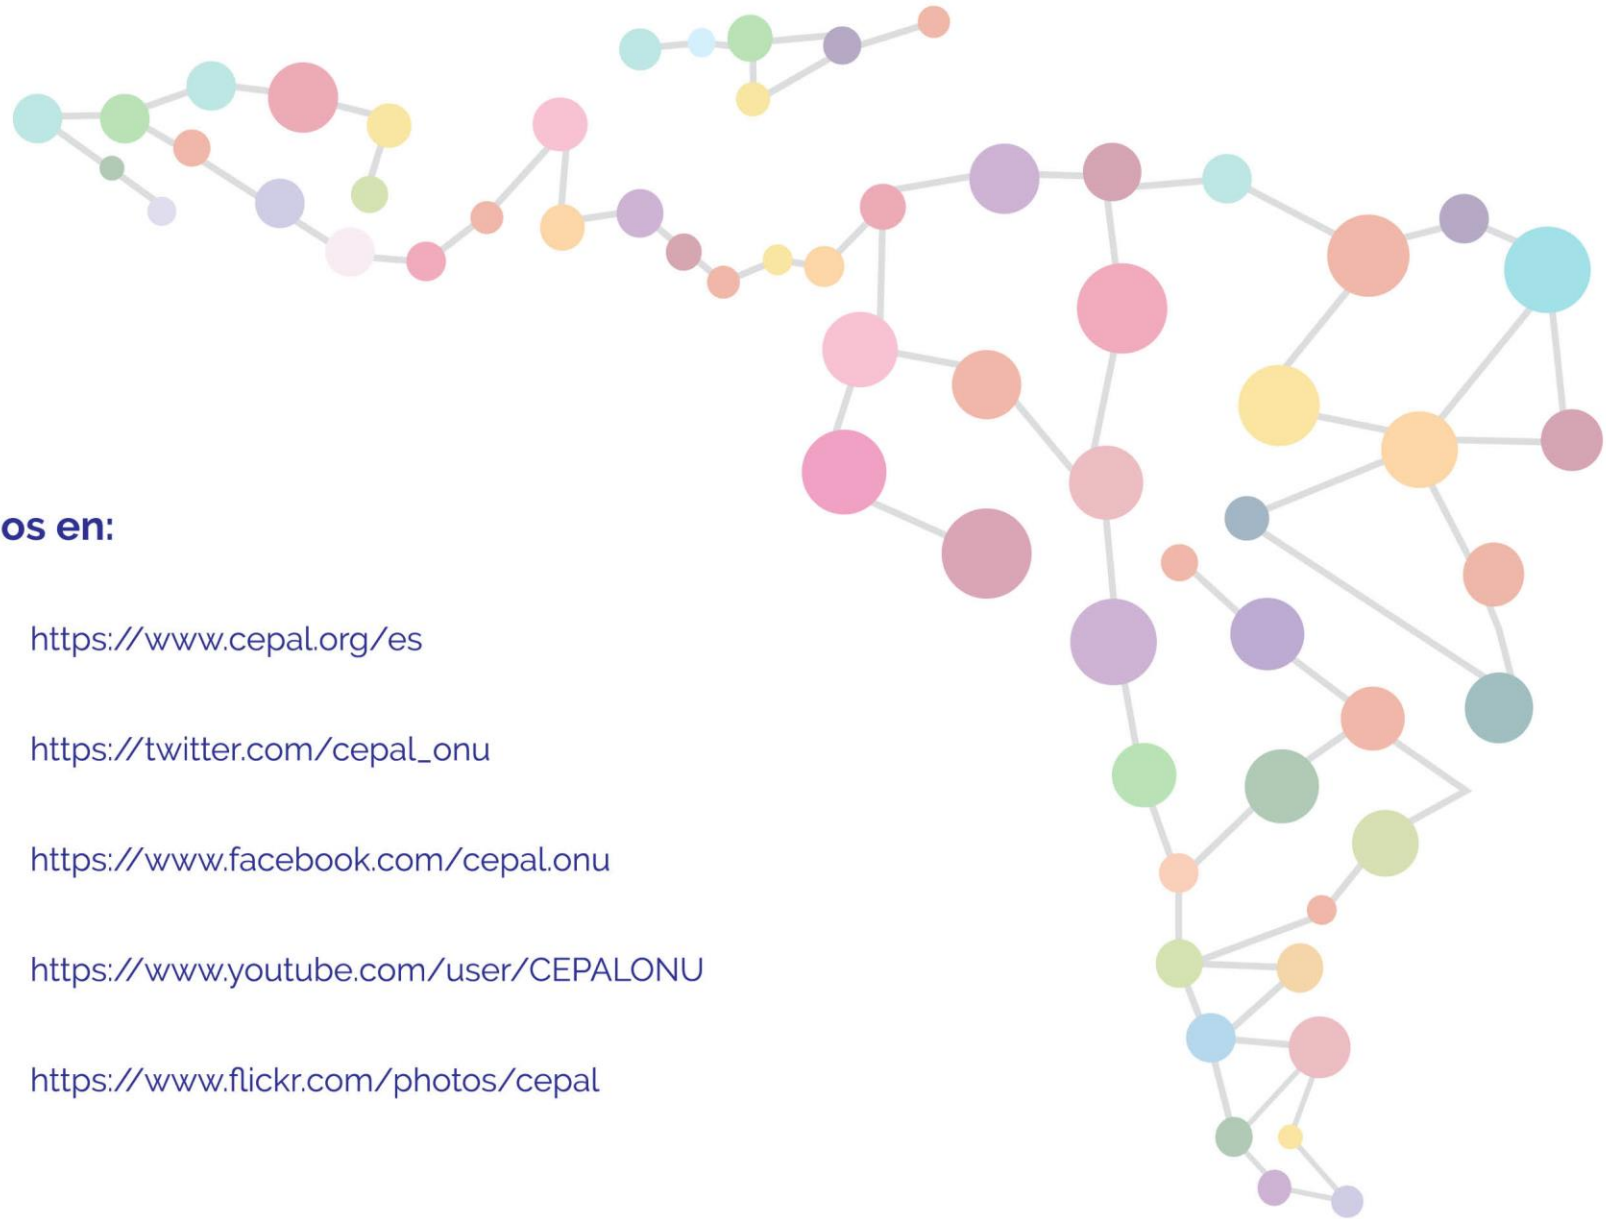 os en:
https://www.cepal.org/es
https://twitter.com/cepal_onu
https://www.facebook.com/cepal.onu
https://www.youtube.com/user/CEPALONU
https://www.flickr.com/photos/cepal